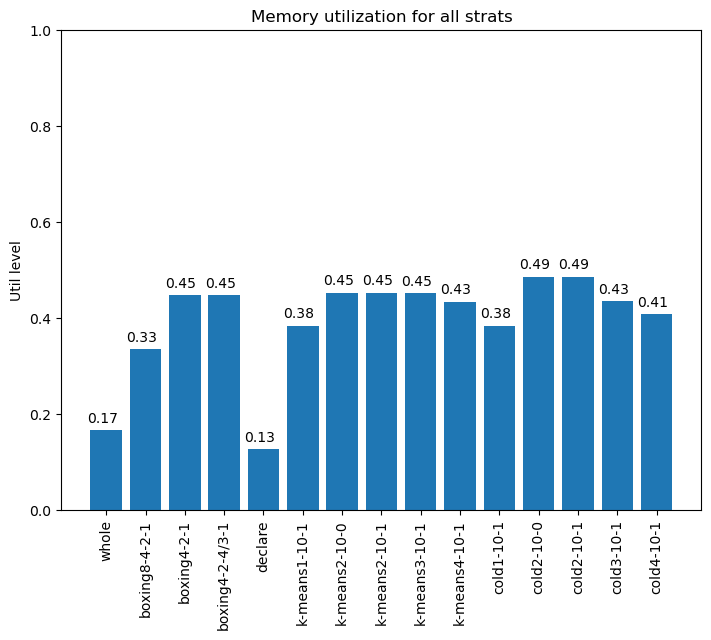 Memory utilization for all strats
Util level
1.0
0.8
0.6
0.4
0.2
0.0
0.17
0.33
0.45
0.45
0.13
0.38
0.45
0.45
0.45
0.43
0.38
0.49
0.49
0.43
0.41
whole
boxing8-4-2-1
boxing4-2-1
boxing4-2-4/3-1
declare
k-means1-10-1
k-means2-10-0
k-means2-10-1
k-means3-10-1
k-means4-10-1
cold1-10-1
cold2-10-0
cold2-10-1
cold3-10-1
cold4-10-1